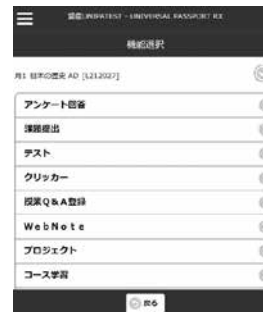 UNIPATEST - UNIVERSAL PASSPORT RX
機能選択
月1 日本の歴史 AD [L212027]
アンケート回答
課題提出
テスト
クリッカー
授業Q&A登録
WebNote
プロジェクト
コース学習
戻る